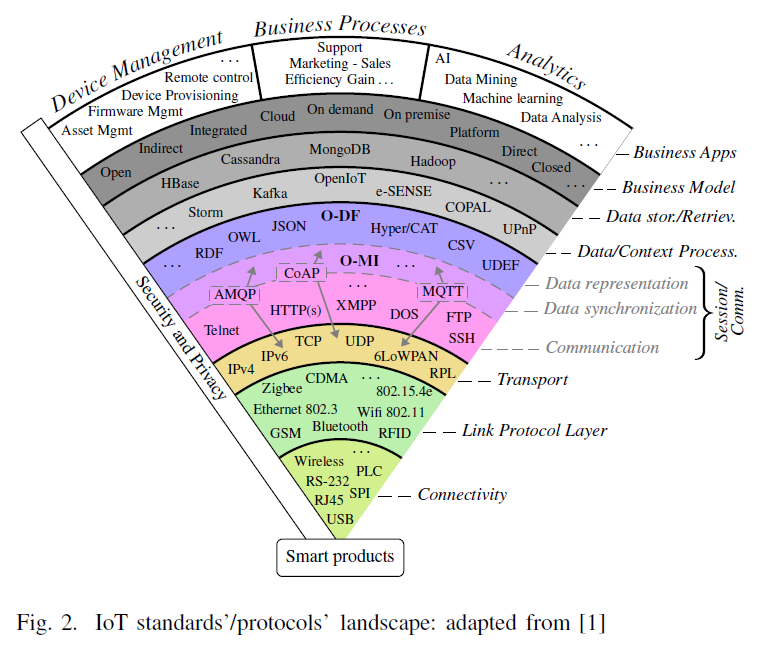 Device Management
Business Processes
Analytics
. . .
Remote control
Device Provisioning
Firmware Mgmt
Asset Mgmt
Support
Marketing - Sales
Efficiency Gain . . .
AI
Data Mining
Machine learning
Data Analysis
. . .
Business Apps
Open
Indirect
Integrated
Cloud
On demand
On premise
Platform
Direct
Closed
. . .
Business Model
HBase
Cassandra
MongoDB
Hadoop
. . .
Data stor./Retriev.
. . .
Storm
Kafka
OpenIoT
e-SENSE
COPAL
UPnP
Data/Context Process.
. . .
RDF
OWL
JSON
O-DF
Hyper/CAT
CSV
UDEF
Data representation
O-MI
. . .
CoAP
AMQP
MQTT
Data synchronization
Session/
Comm.
Telnet
HTTP(s)
. . .
XMPP
DOS
FTP
SSH
Communication
IPv4
IPv6
TCP
UDP
6LoWPAN
RPL
Transport
Zigbee
CDMA
. . .
802.15.4e
Ethernet 802.3
Wifi 802.11
GSM
Bluetooth
RFID
Link Protocol Layer
Wireless
. . .
RS-232
PLC
RJ45
SPI
USB
Connectivity
Security and Privacy
Smart products
Fig. 2. IoT standards'/protocols' landscape: adapted from [1]